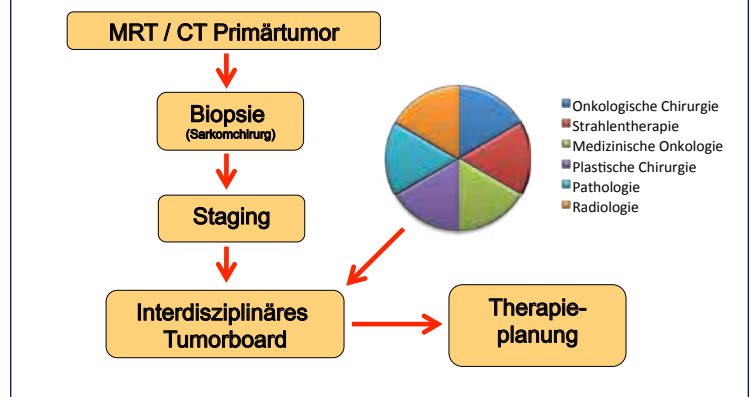 MRT / CT Primärtumor
Biopsie
(Sarkomchirurg)
Staging
Interdisziplinäres
Tumorboard
Onkologische Chirurgie
Strahlentherapie
Medizinische Onkologie
Plastische Chirurgie
Pathologie
Radiologie
Therapie-
planung